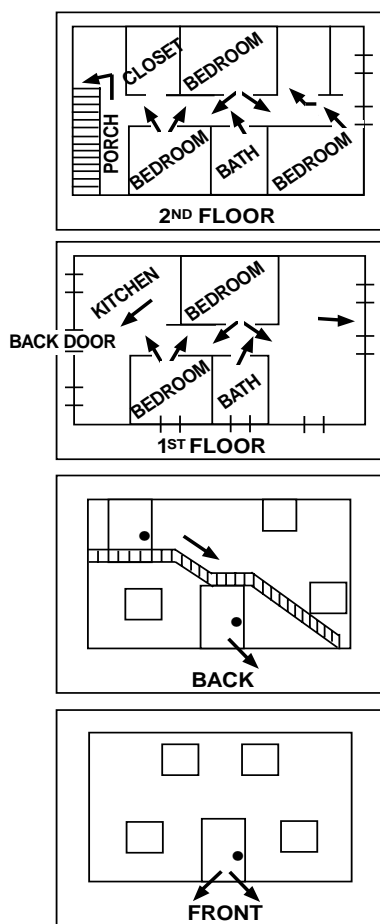 CLOSET
BEDROOM
PORCH
BEDROOM
BATH
BEDROOM
2ND FLOOR
KITCHEN
BEDROOM
BACK DOOR
BEDROOM
BATH
1ST FLOOR
BACK
FRONT